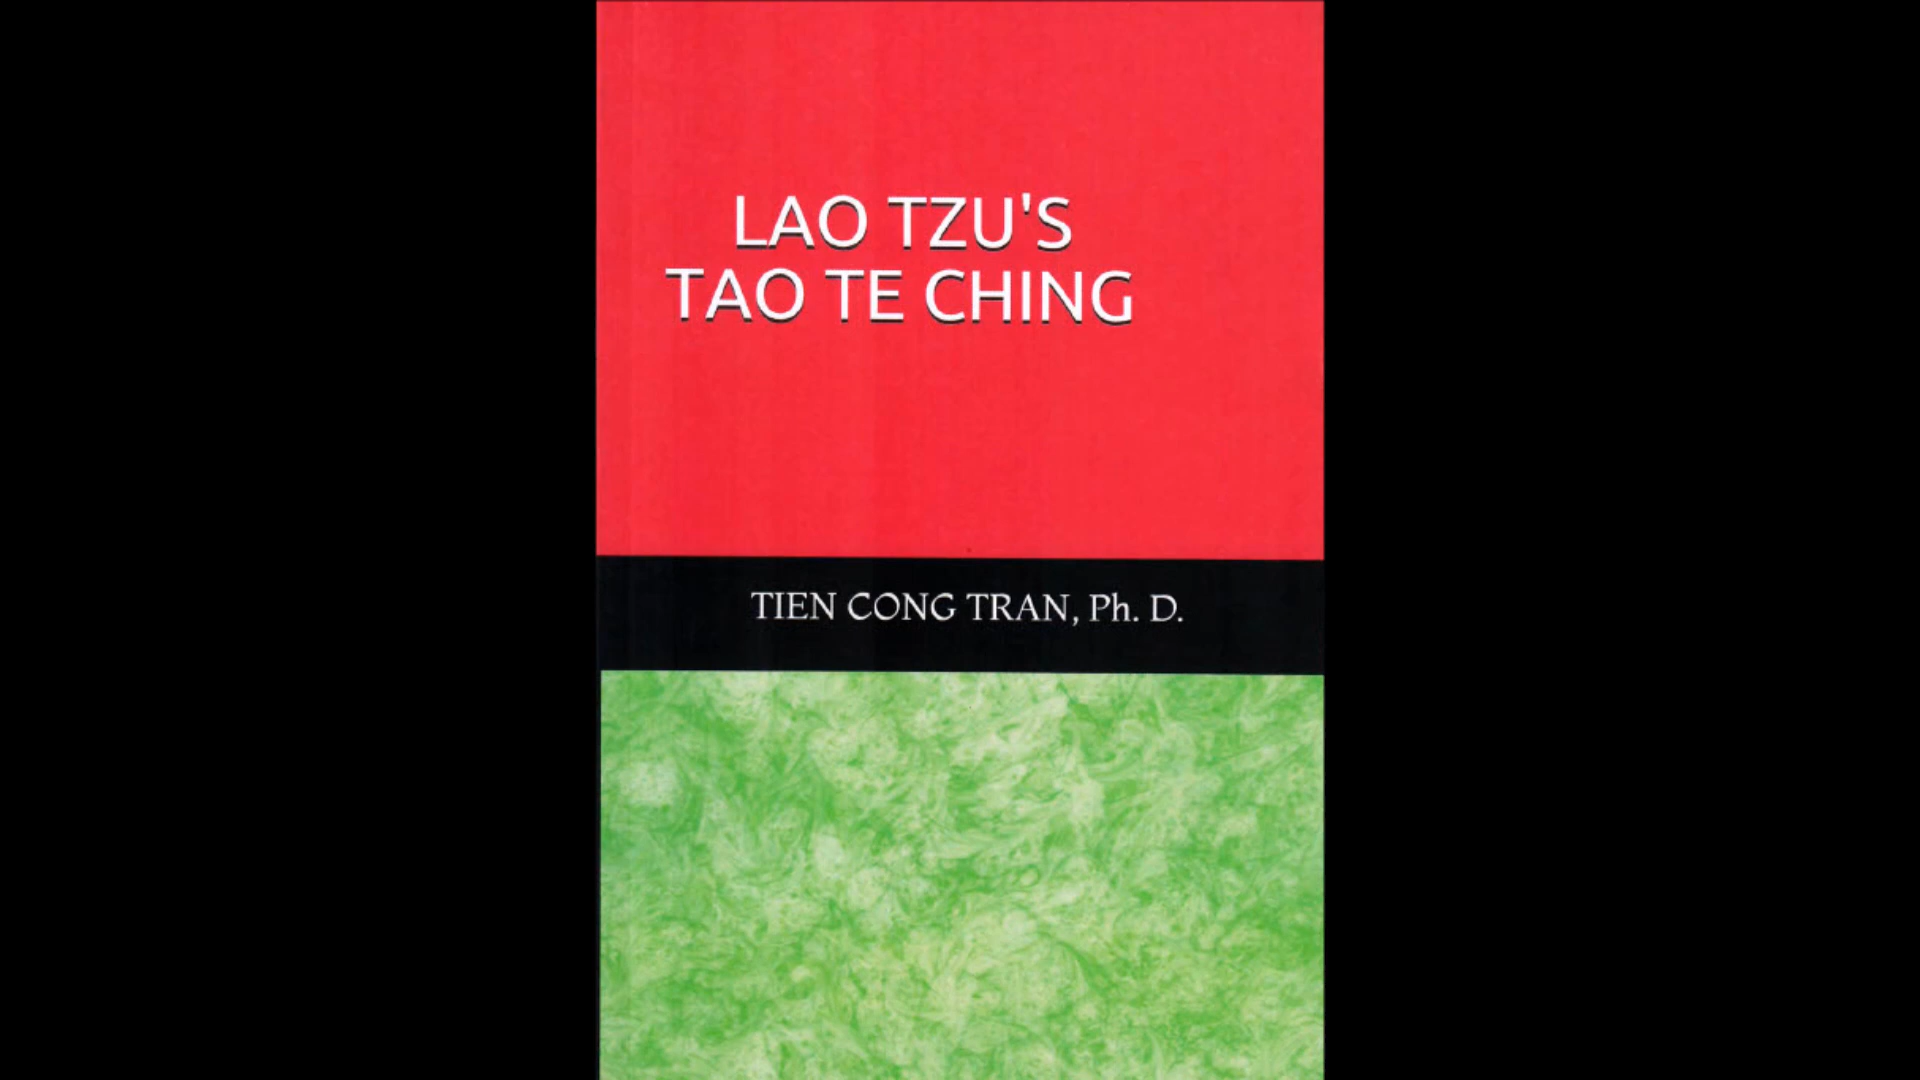 LAO TZU'S
TAO TE CHING
TIEN CONG TRAN, Ph. D.